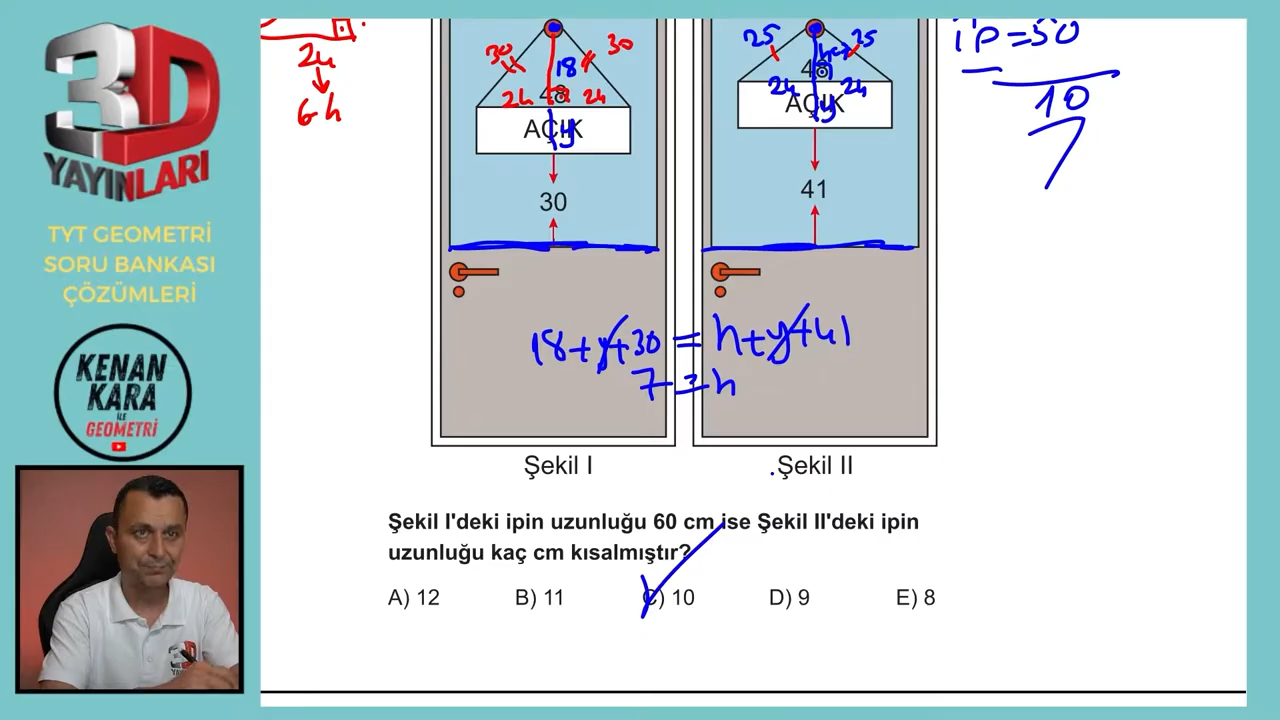 3D
YAYINLARI
TYT GEOMETRİ
SORU BANKASI
ÇÖZÜMLERİ
KENAN
KARA
İLE
GEOMETRİ
3D
YAYINLARI
24
6h
30
30
18
24
48
24
AÇIK
y
30
25
25
h
48
24
24
AÇIK
y
41
ip=50
10
18+y+30=h+y+41
7=h
Şekil I
Şekil II
Şekil I'deki ipin uzunluğu 60 cm ise Şekil II'deki ipin
uzunluğu kaç cm kısalmıştır?
A) 12 B) 11 C) 10 D) 9 E) 8